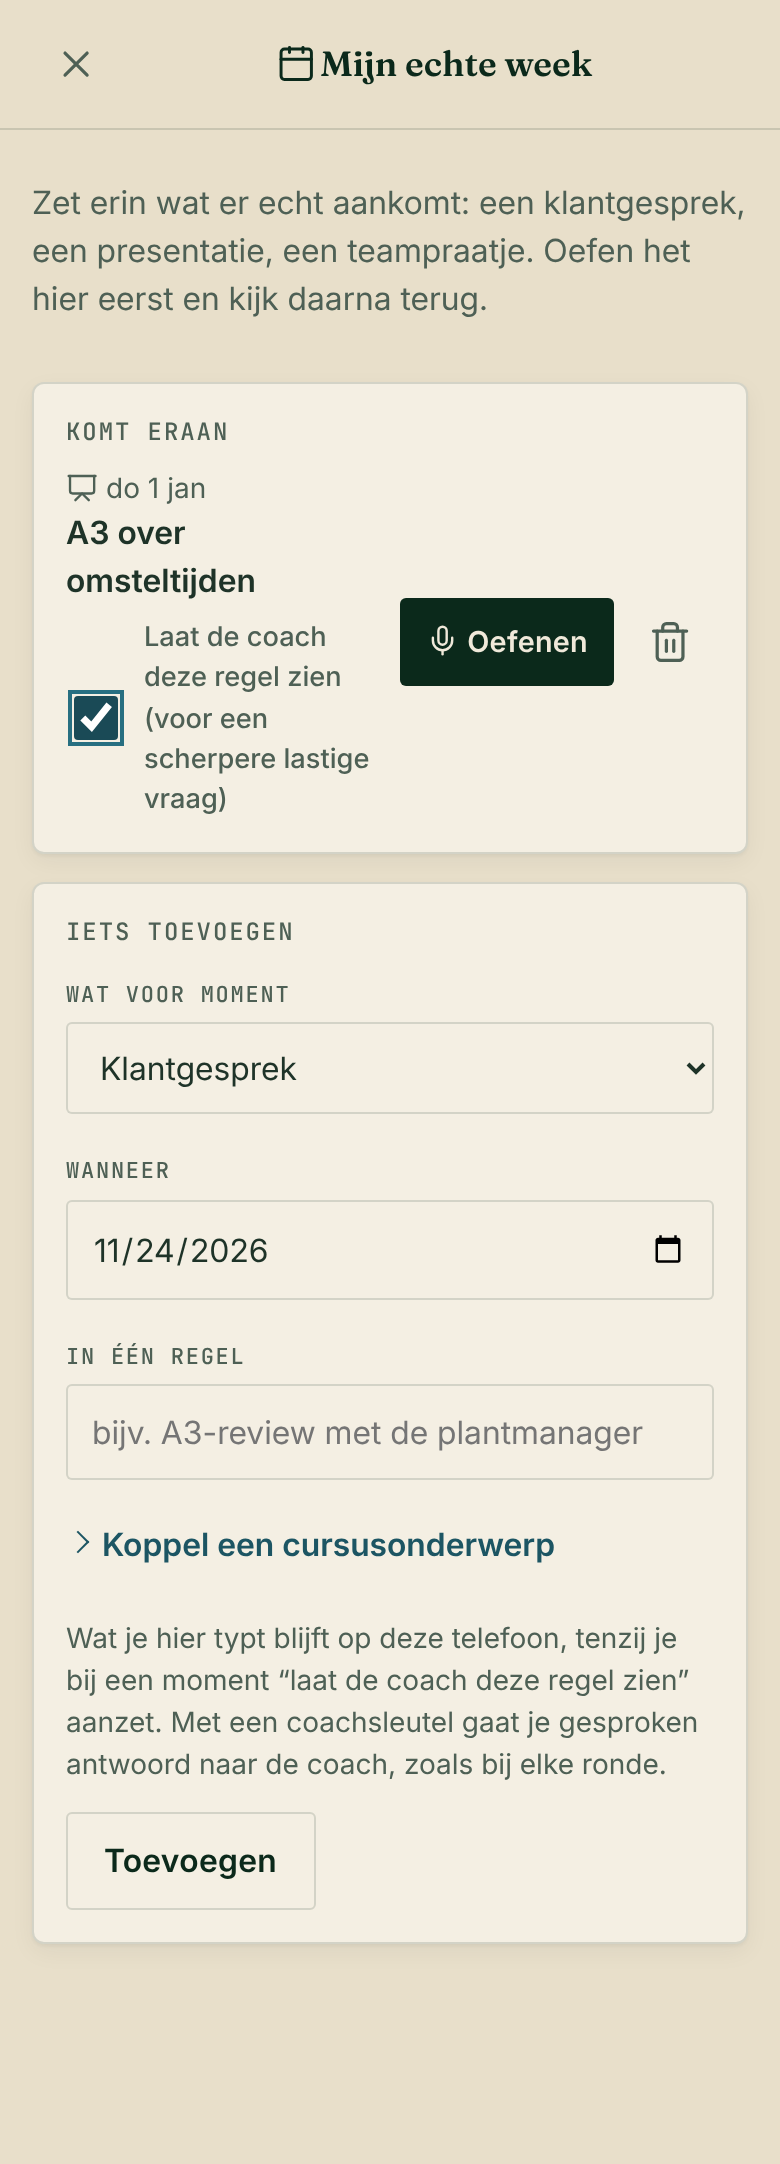 Mijn echte week
Zet erin wat er echt aankomt: een klantgesprek,
een presentatie, een teampraatje. Oefen het
hier eerst en kijk daarna terug.
KOMT ERAAN
do 1 jan
A3 over
omsteltijden
Laat de coach
deze regel zien
(voor een
scherpere lastige
vraag)
Oefenen
IETS TOEVOEGEN
WAT VOOR MOMENT
Klantgesprek
WANNEER
11/24/2026
IN ÉÉN REGEL
bijv. A3-review met de plantmanager
Koppel een cursusonderwerp
Wat je hier typt blijft op deze telefoon, tenzij je
bij een moment “laat de coach deze regel zien”
aanzet. Met een coachsleutel gaat je gesproken
antwoord naar de coach, zoals bij elke ronde.
Toevoegen